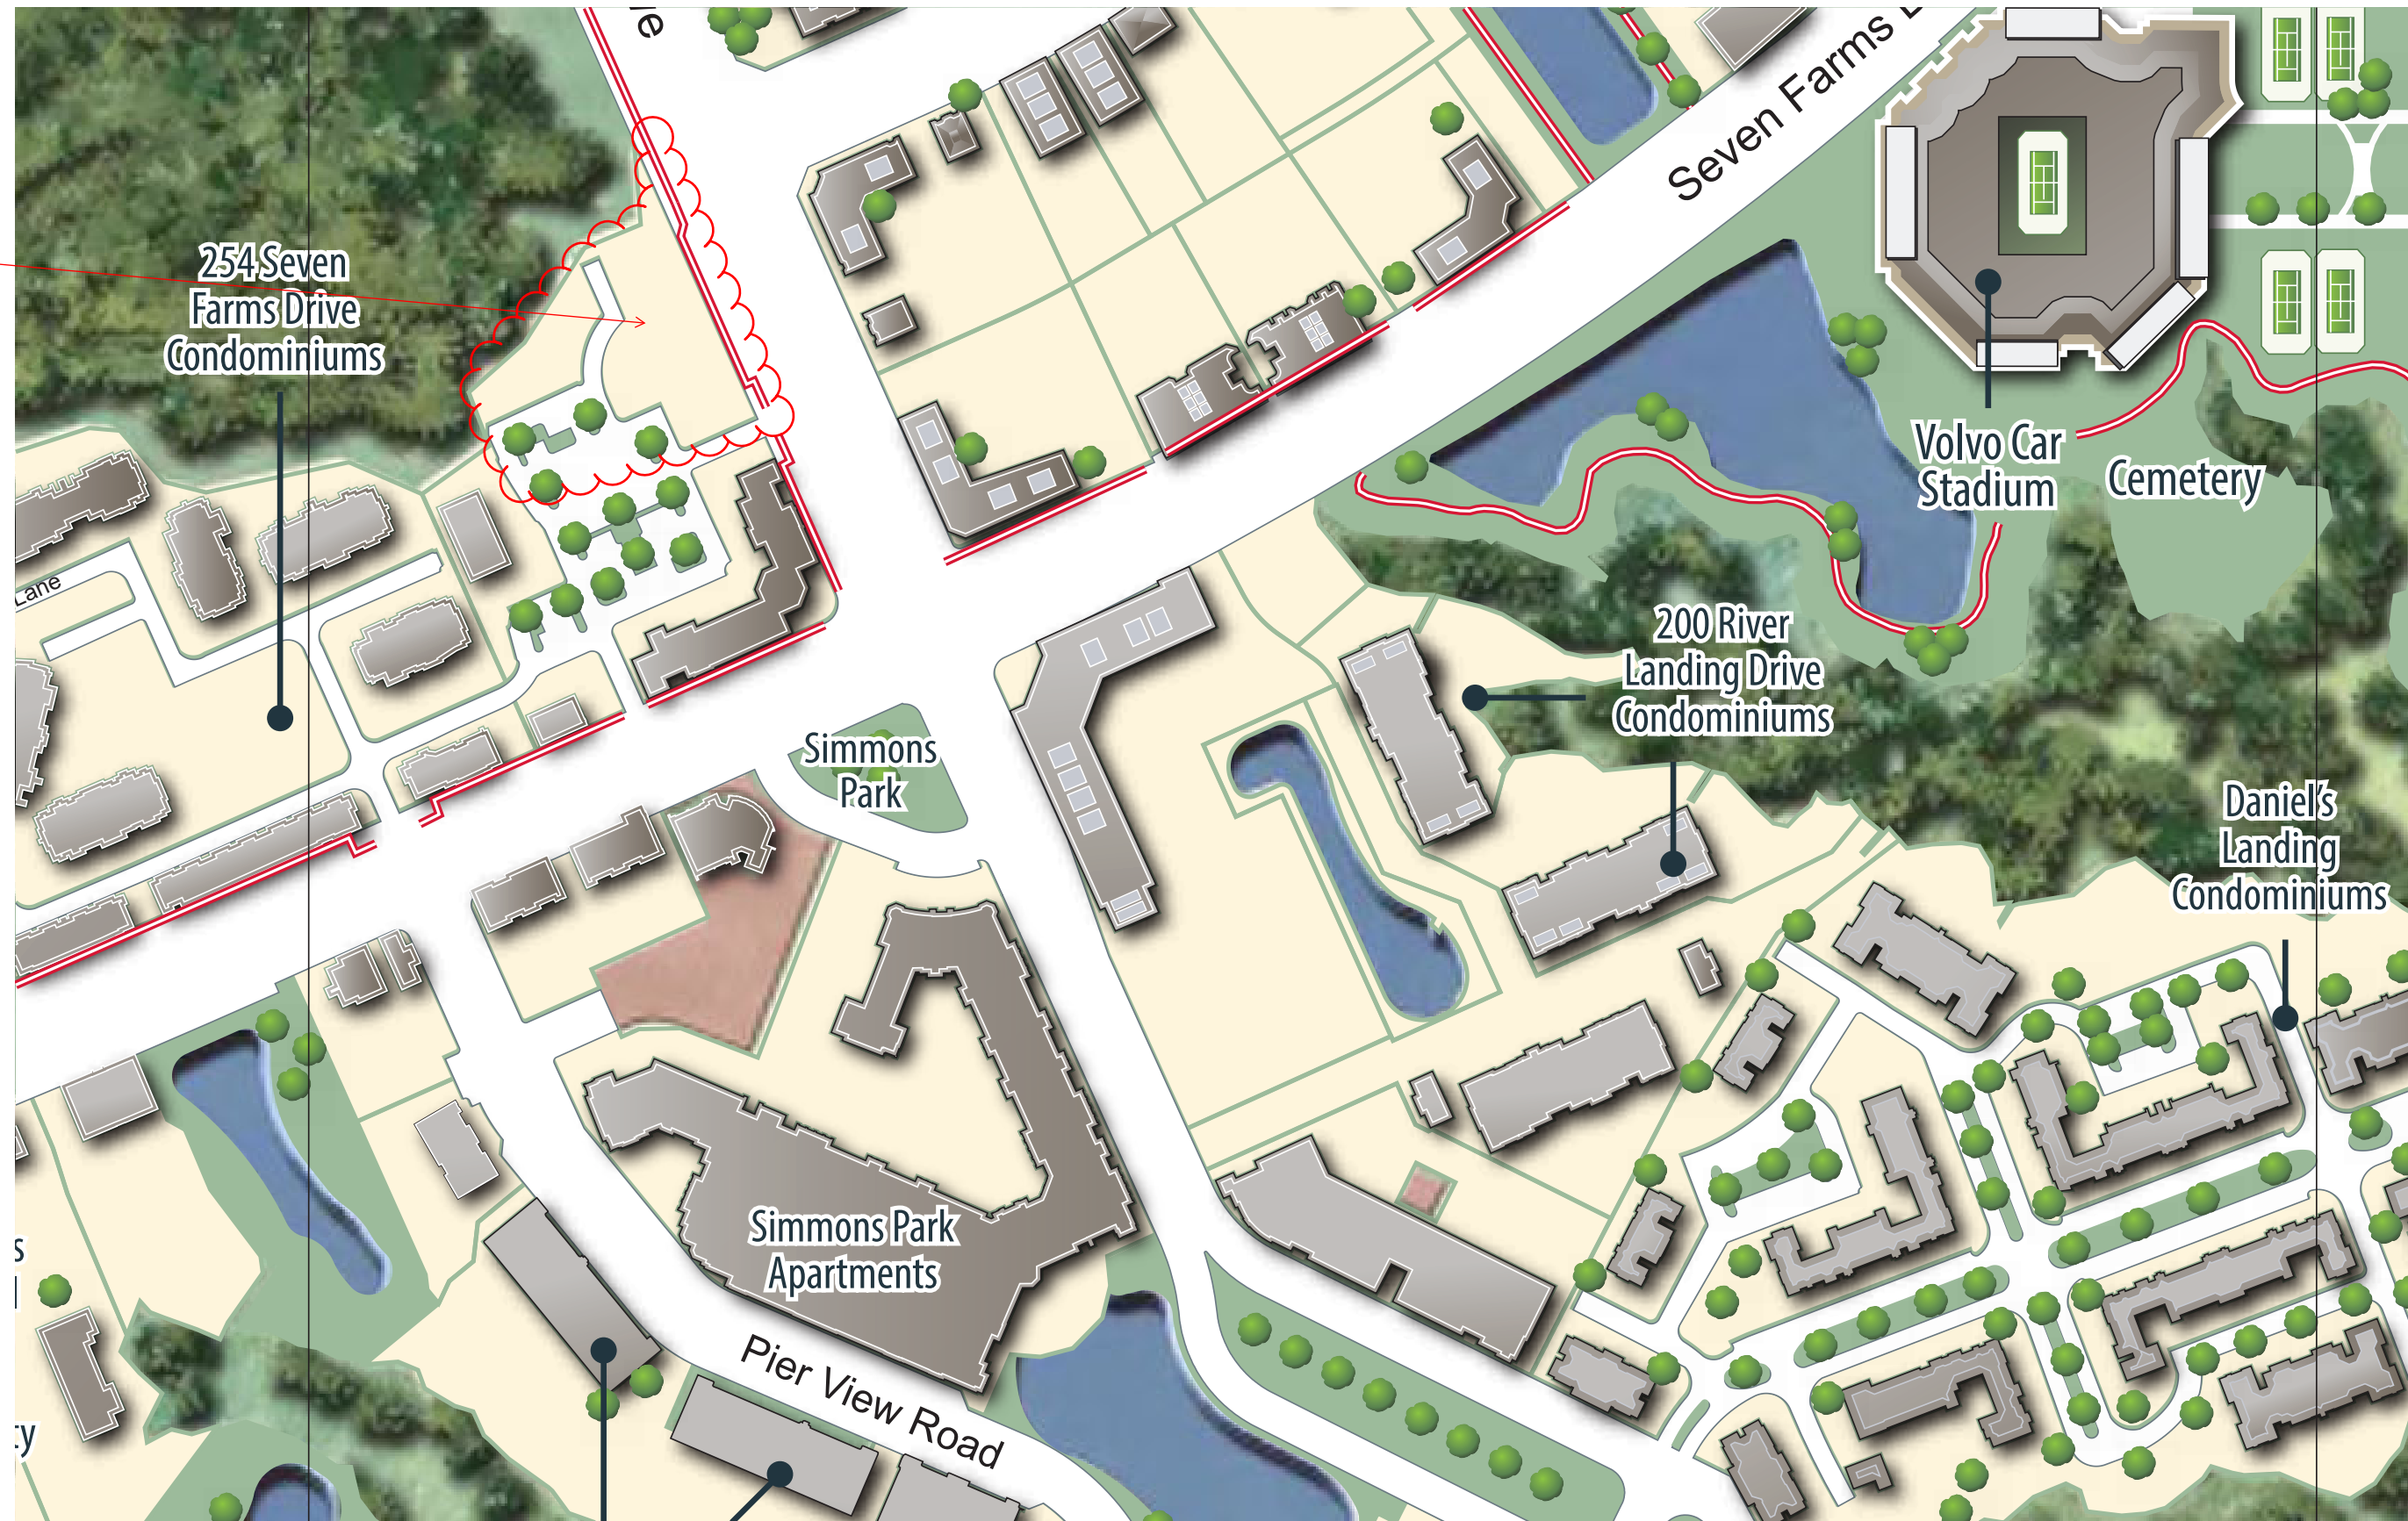 Seven Farms
254 Seven
Farms Drive
Condominiums
Volvo Car
Stadium
Cemetery
Lane
200 River
Landing Drive
Condominiums
Simmons
Park
Daniel's
Landing
Condominiums
Simmons Park
Apartments
Pier View Road